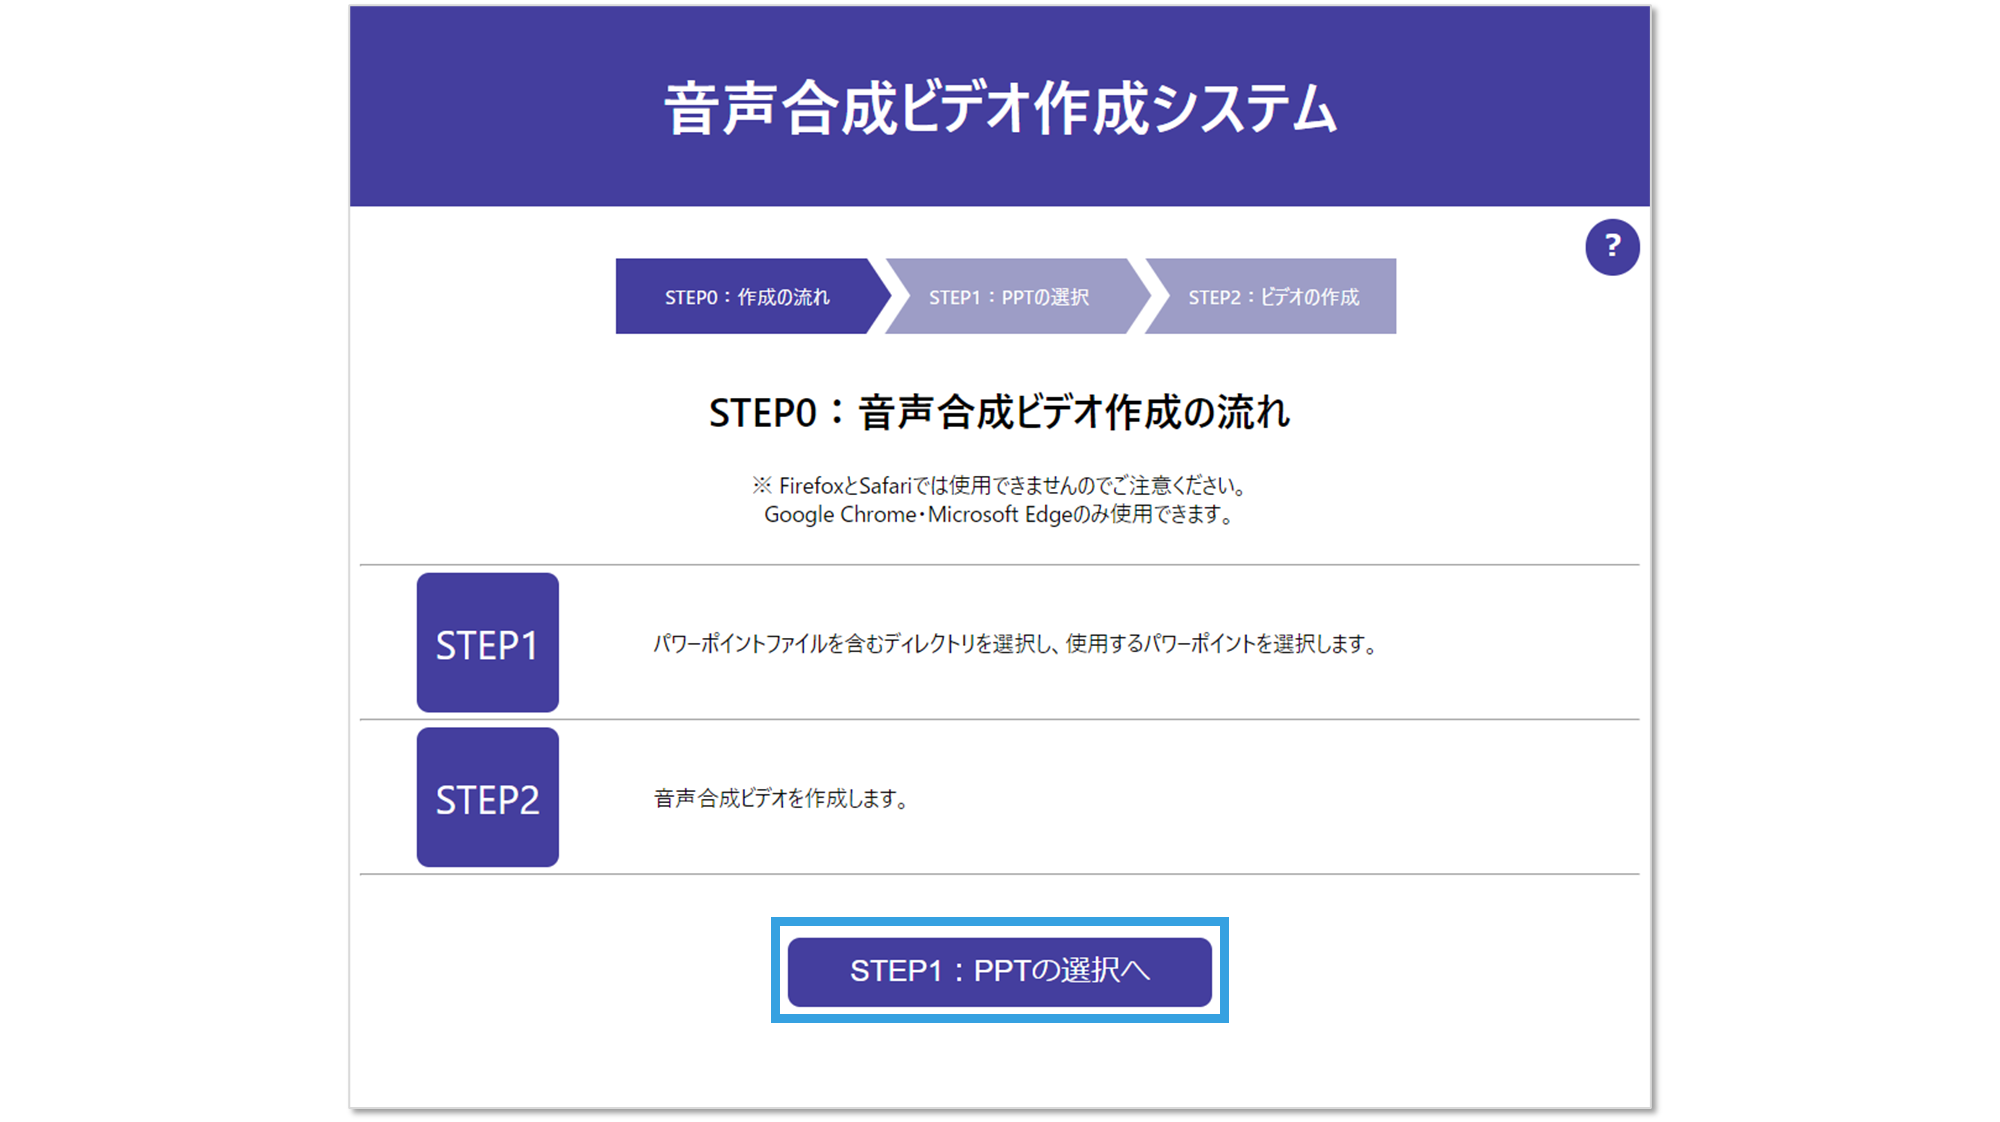 音声合成ビデオ作成システム
?
STEP0：作成の流れ
STEP1：PPTの選択
STEP2：ビデオの作成
STEP0：音声合成ビデオ作成の流れ
※ FirefoxとSafariでは使用できませんのでご注意ください。
Google Chrome・Microsoft Edgeのみ使用できます。
STEP1
パワーポイントファイルを含むディレクトリを選択し、使用するパワーポイントを選択します。
STEP2
音声合成ビデオを作成します。
STEP1：PPTの選択へ